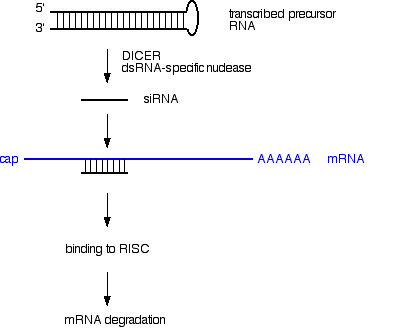 5'
transcribed precursor
3'
RNA
DICER
dsRNA-specific nuclease
siRNA
cap
AAAAAA
mRNA
binding to RISC
mRNA degradation